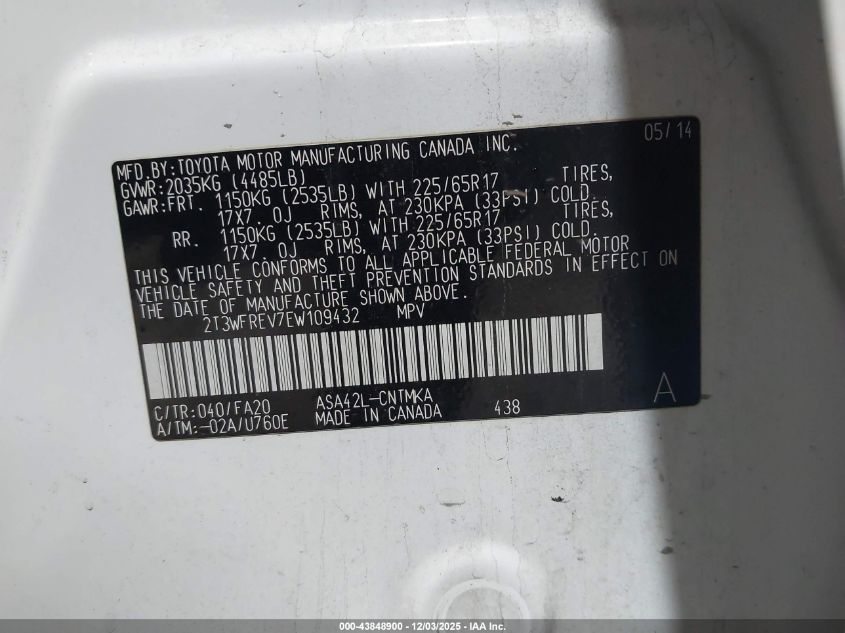 05/14
MFD.BY:TOYOTA MOTOR MANUFACTURING CANADA INC.
GVWR:2035KG (4485LB)
GAWR:FRT. 1150KG (2535LB) WITH 225/65R17 TIRES,
17X7.0J RIMS, AT 230KPA (33PSI) COLD.
RR. 1150KG (2535LB) WITH 225/65R17 TIRES,
17X7.0J RIMS, AT 230KPA (33PSI) COLD.
THIS VEHICLE CONFORMS TO ALL APPLICABLE FEDERAL MOTOR
VEHICLE SAFETY AND THEFT PREVENTION STANDARDS IN EFFECT ON
THE DATE OF MANUFACTURE SHOWN ABOVE.
2T3WFREV7EW109432 MPV
C/TR:040/FA20 ASA42L-CNTMKA A
A/TM:-02A/U760E MADE IN CANADA 438
000-43848900 - 12/03/2025 - IAA Inc.